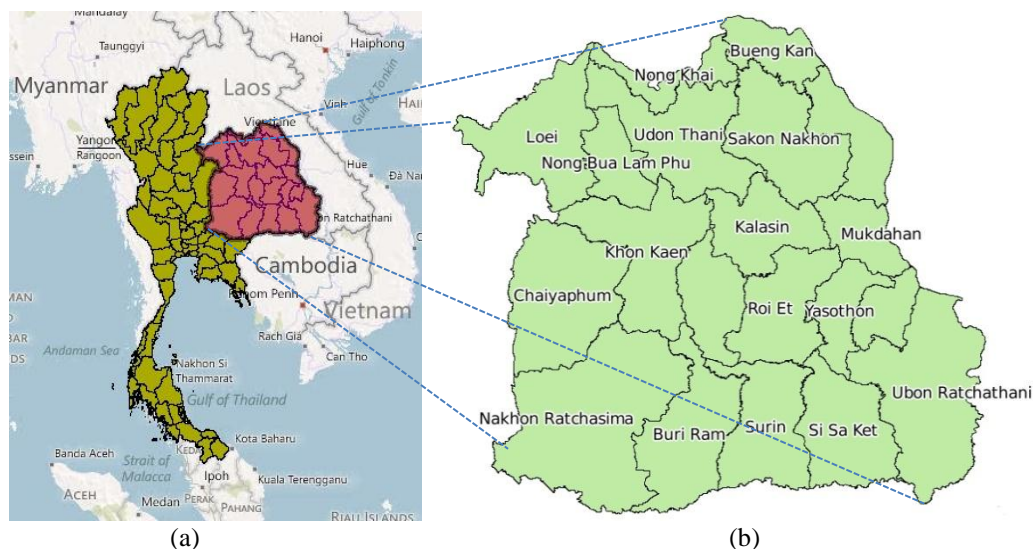 Mandalay
Hanoi
Haiphong
Taunggyi
Myanmar
Laos
Gulf of Tonkin
Vinh
Vientiane
Yangon
Rangoon
Hue
ssein
Đà Nẵng
n Ratchathani
Cambodia
Phnom Penh
Vietnam
Rach Gia
Can Tho
Andaman Sea
Nakhon Si
Thammarat
Gulf of Thailand
Kota Baharu
Banda Aceh
Strait of
Malacca
KEDA
Ipoh
Kuala Terengganu
ACEH
Medan
PERAK
PAHANG
RIAU ISLANDS
(a)
Bueng Kan
Nong Khai
Loei
Udon Thani
Sakon Nakhon
Nong Bua Lam Phu
Kalasin
Mukdahan
Khon Kaen
Chaiyaphum
Roi Et
Yasothon
Ubon Ratchathani
Nakhon Ratchasima
Buri Ram
Surin
Si Sa Ket
(b)